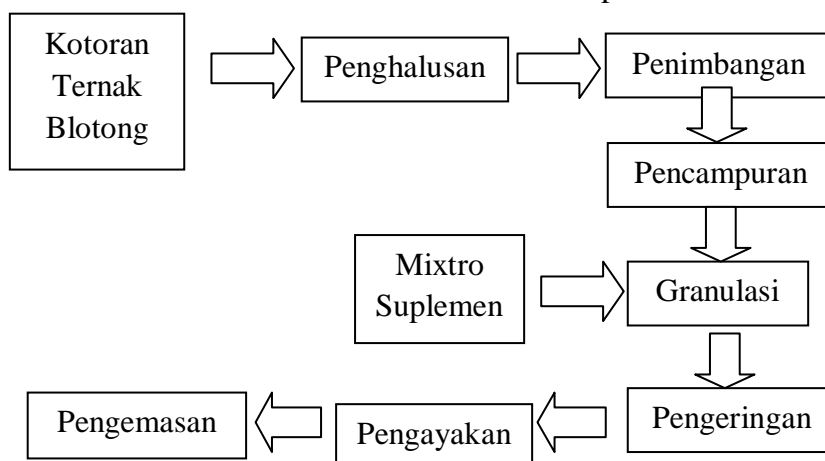 Kotoran
Ternak
Blotong
Penghalusan
Penimbangan
Pencampuran
Mixtro
Suplemen
Granulasi
Pengeringan
Pengayakan
Pengemasan